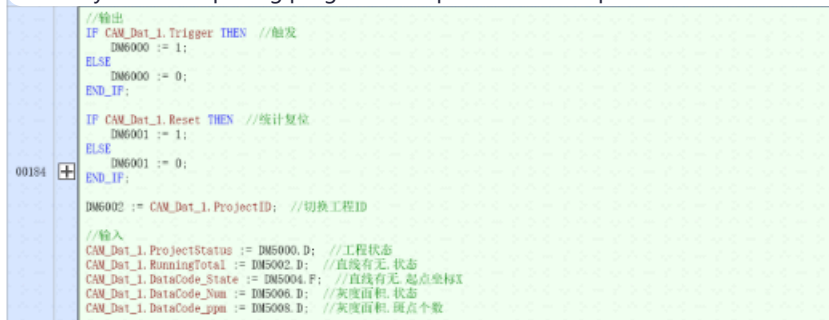 //输出
IF CAM_Dat_1.Trigger THEN //触发
DM6000 := 1;
ELSE
DM6000 := 0;
END_IF;
IF CAM_Dat_1.Reset THEN //统计复位
DM6001 := 1;
ELSE
DM6001 := 0;
00184
END_IF;
DM6002 := CAM_Dat_1.ProjectID; //切换工程ID
//输入
CAM_Dat_1.ProjectStatus := DM5000.D; //工程状态
CAM_Dat_1.RunningTotal := DM5002.D; //直线有无.状态
CAM_Dat_1.DataCode_State := DM5004.F; //直线有无.起点坐标X
CAM_Dat_1.DataCode_Num := DM5006.D; //灰度面积.状态
CAM_Dat_1.DataCode_ppm := DM5008.D; //灰度面积.斑点个数